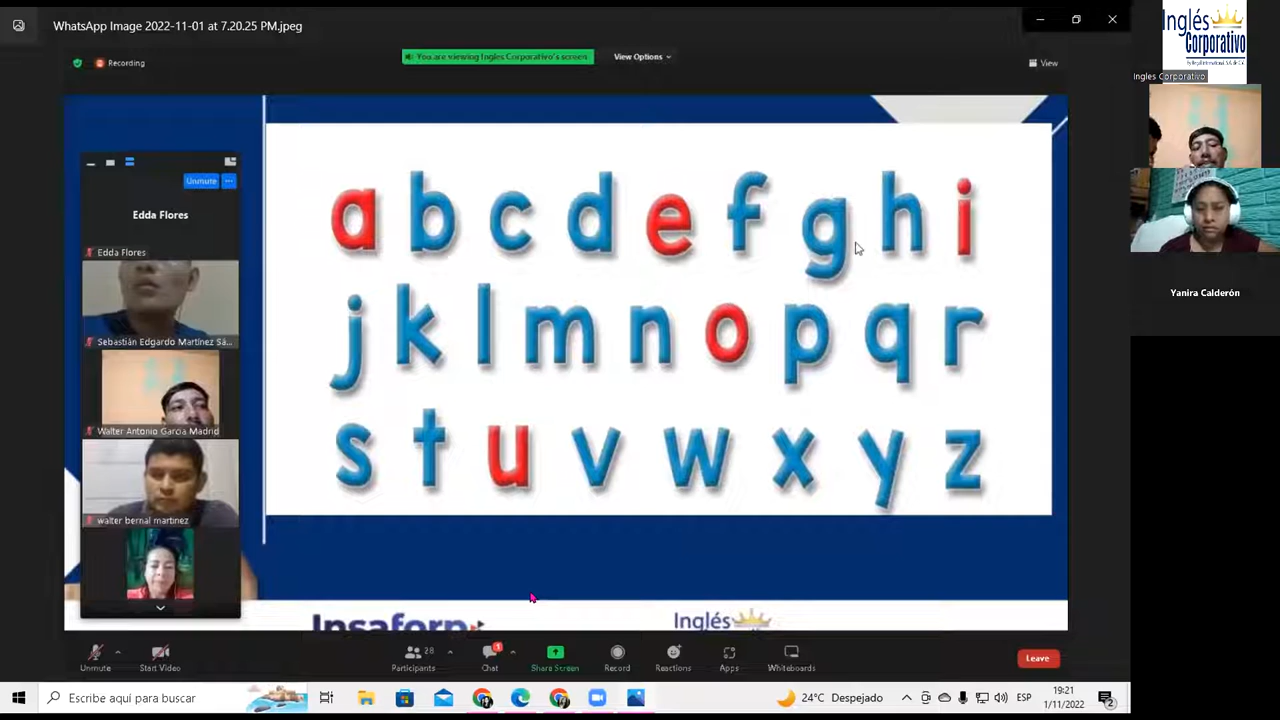 WhatsApp Image 2022-11-01 at 7.20.25 PM.jpeg
Inglés
Corporativo
Ingles Corporativo
Recording
You are viewing Ingles Corporativo's screen
View Options
View
Unmute
Edda Flores
Edda Flores
Sebastián Edgardo Martínez Sá...
Walter Antonio Garcia Madrid
walter bernal martinez
a b c d e f g h i
j k l m n o p q r
s t u v w x y z
Yanira Calderón
Insaforp
Inglés
Unmute
Start Video
28
Participants
1
Chat
Share Screen
Record
Reactions
Apps
Whiteboards
Leave
Escribe aquí para buscar
24°C Despejado
ESP
19:21
1/11/2022
2